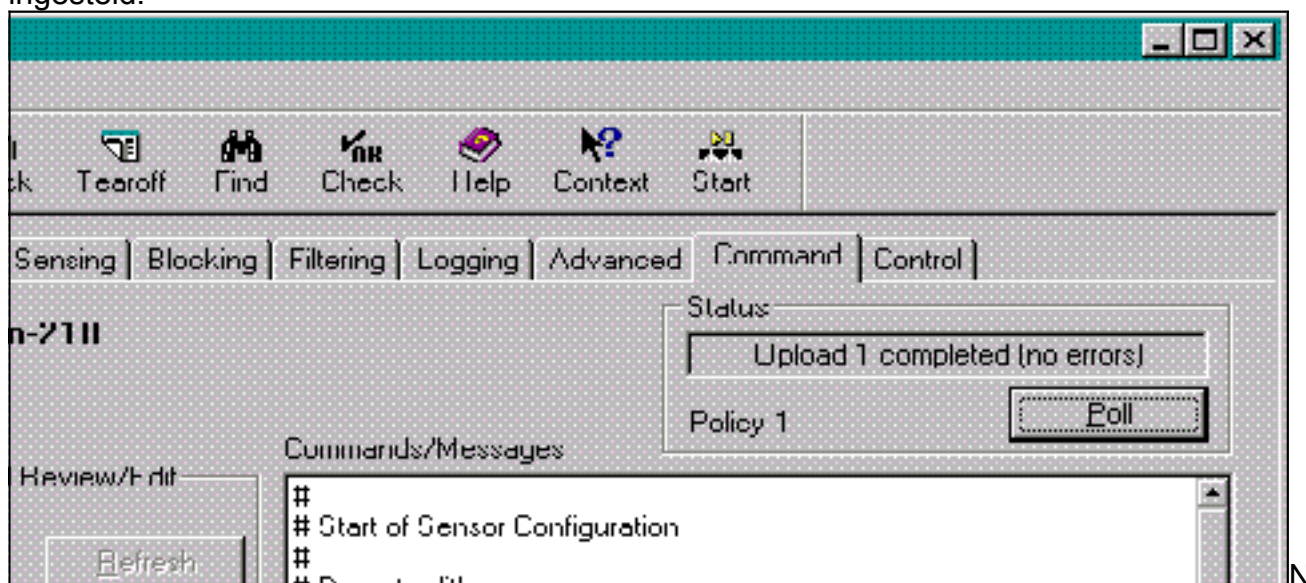 ingesteld.
Tearoff Find Check Help Context Start
Sensing Blocking Filtering Logging Advanced Command Control
Status
Upload 1 completed (no errors)
Policy 1 Poll
Commands/Messages
Review/Edit
#
# Start of Sensor Configuration
Refresh #
N